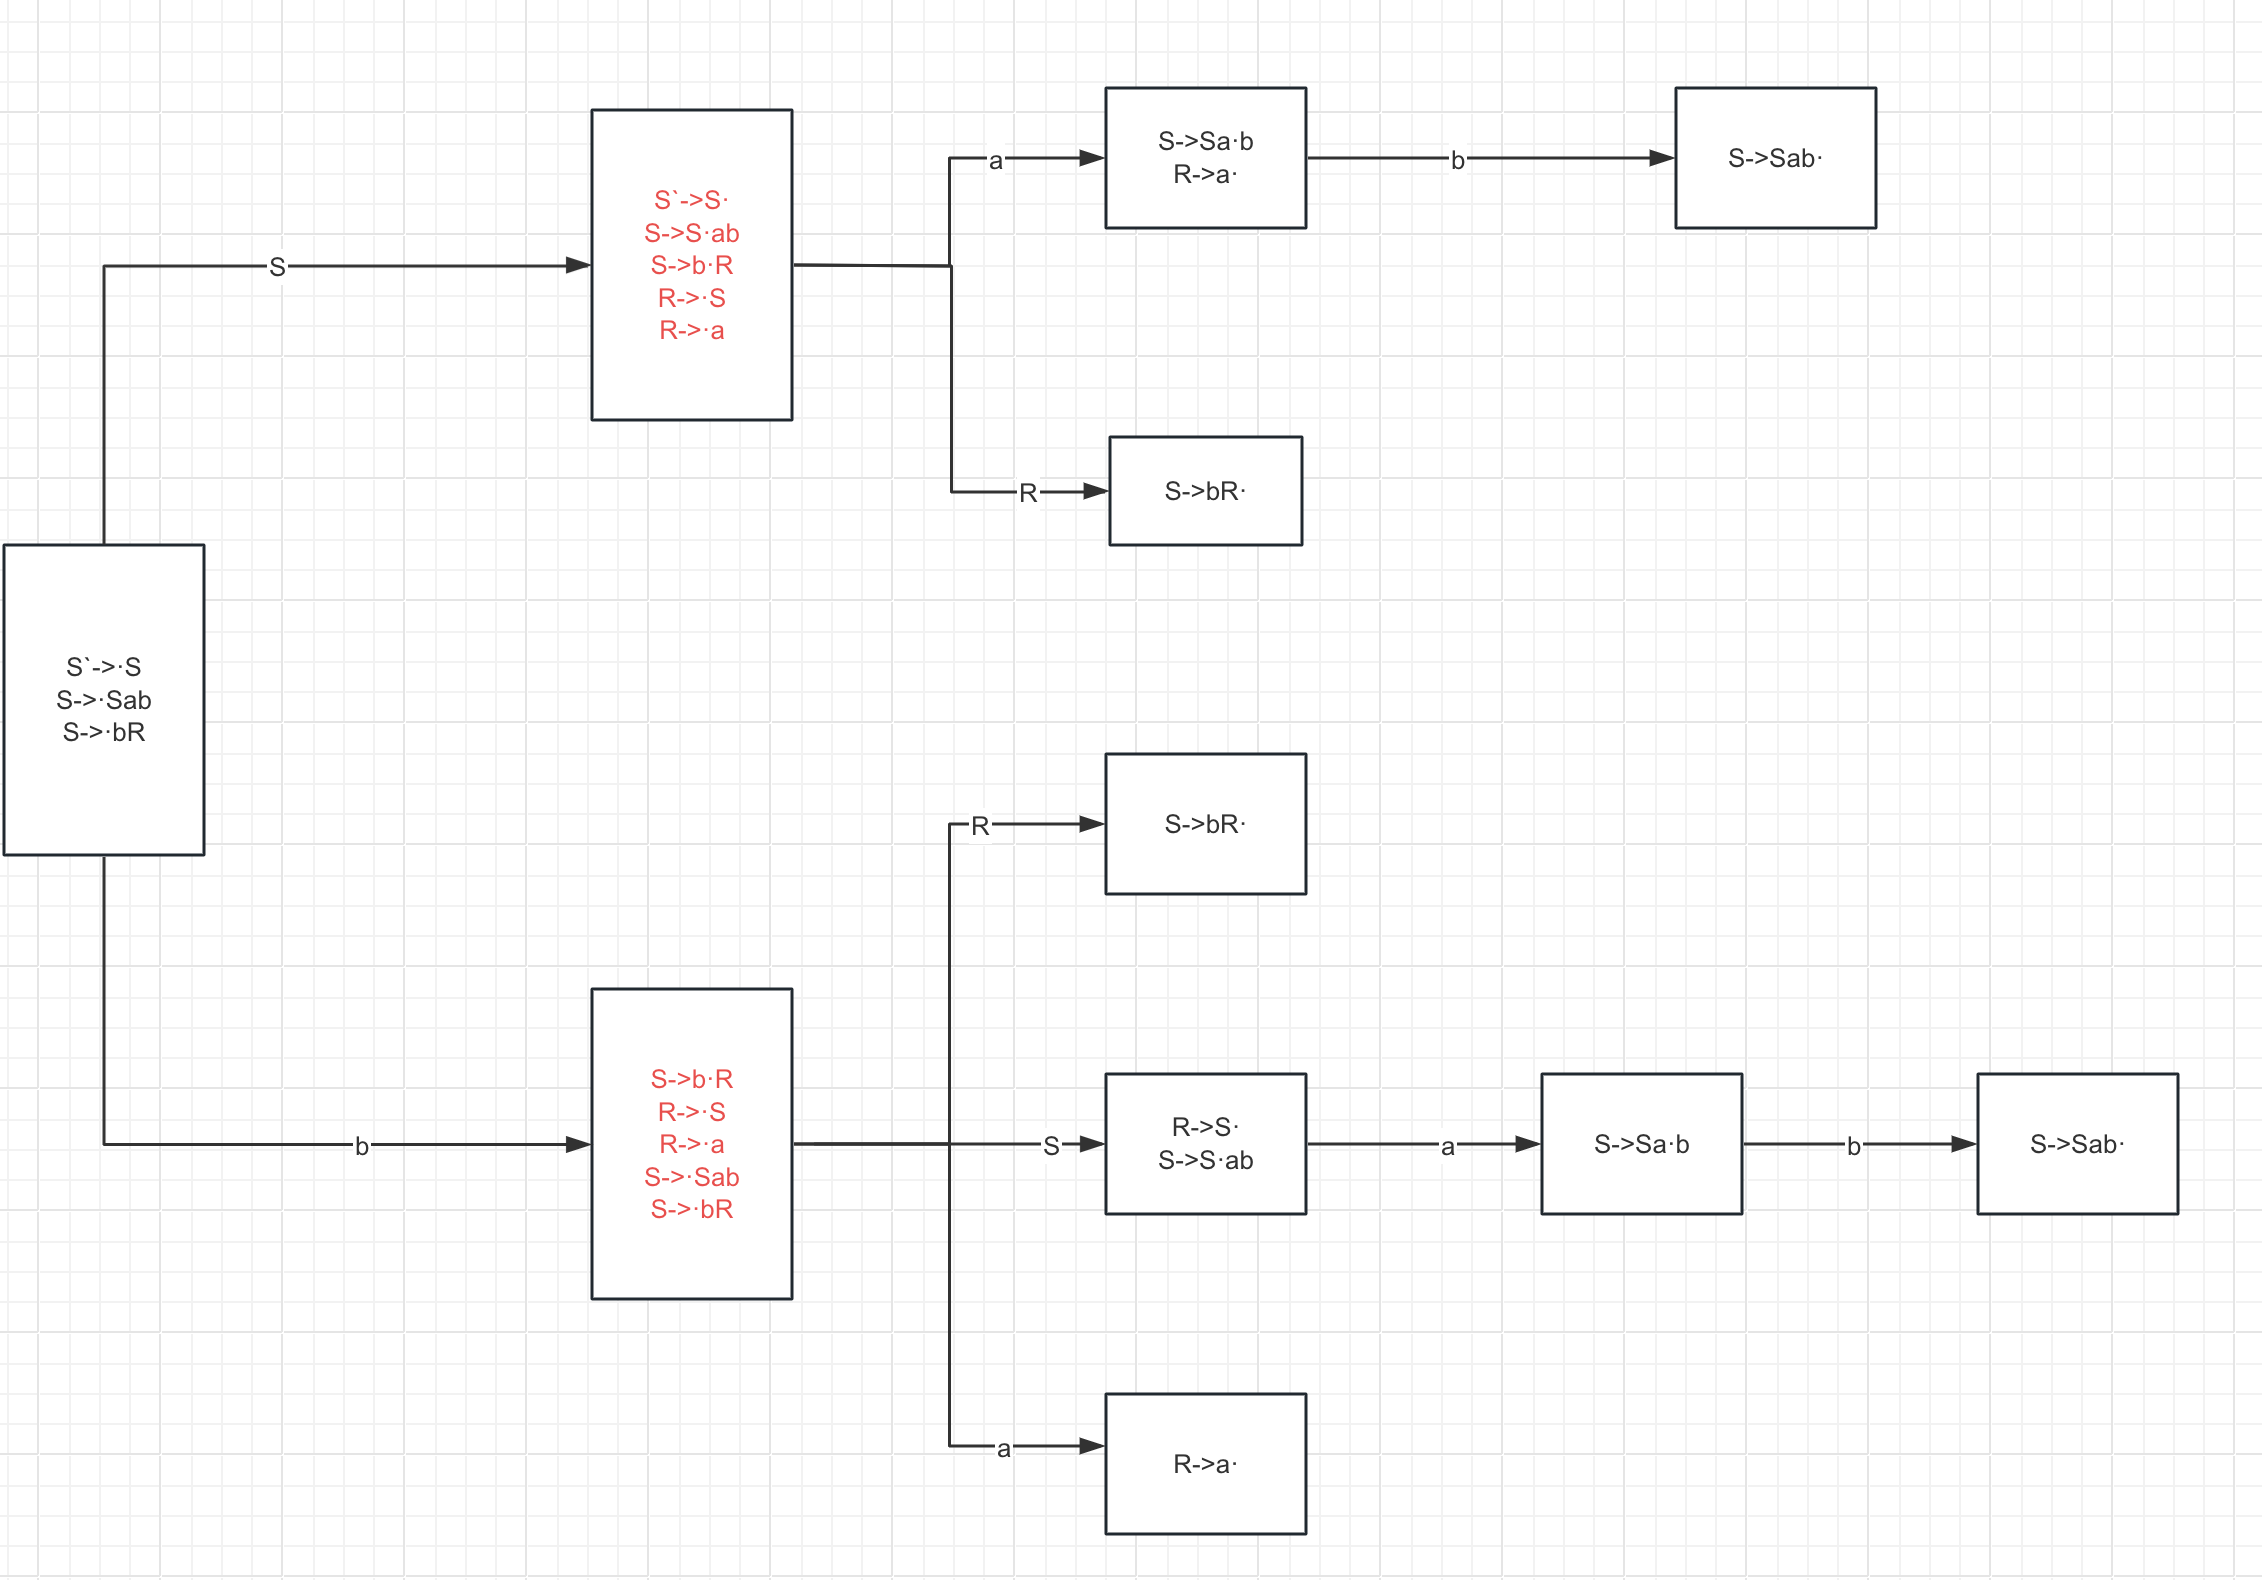 S`->·S
S->·Sab
S->·bR
S
S`->S·
S->S·ab
S->b·R
R->·S
R->·a
a
S->Sa·b
R->a·
b
S->Sab·
R
S->bR·
b
S->b·R
R->·S
R->·a
S->·Sab
S->·bR
R
S->bR·
S
R->S·
S->S·ab
a
S->Sa·b
b
S->Sab·
a
R->a·